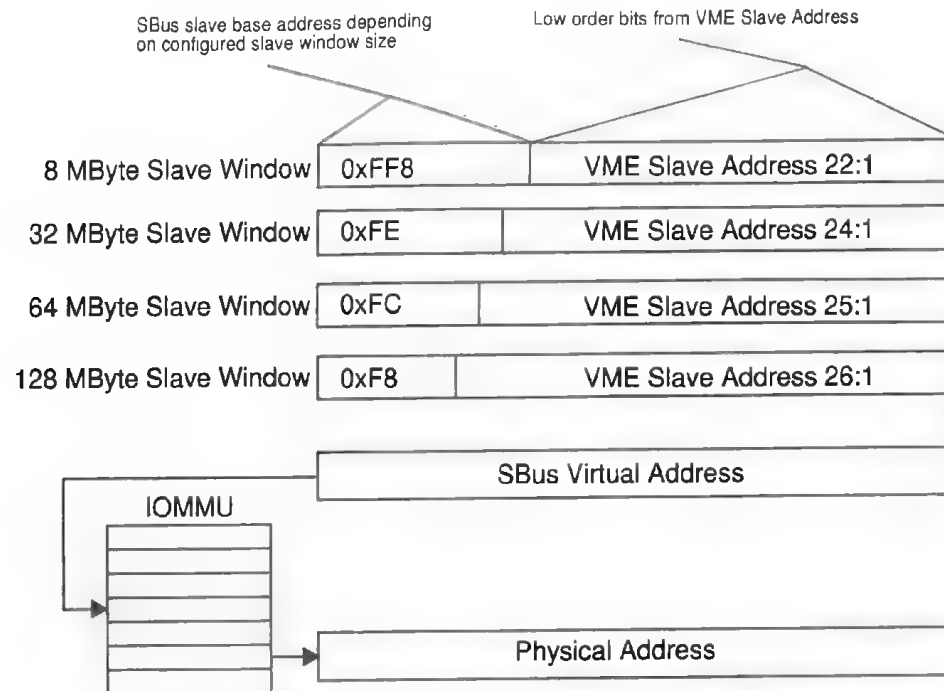 SBus slave base address depending
on configured slave window size
Low order bits from VME Slave Address
8 MByte Slave Window 0xFF8 VME Slave Address 22:1
32 MByte Slave Window 0xFE VME Slave Address 24:1
64 MByte Slave Window 0xFC VME Slave Address 25:1
128 MByte Slave Window 0xF8 VME Slave Address 26:1
SBus Virtual Address
IOMMU
Physical Address